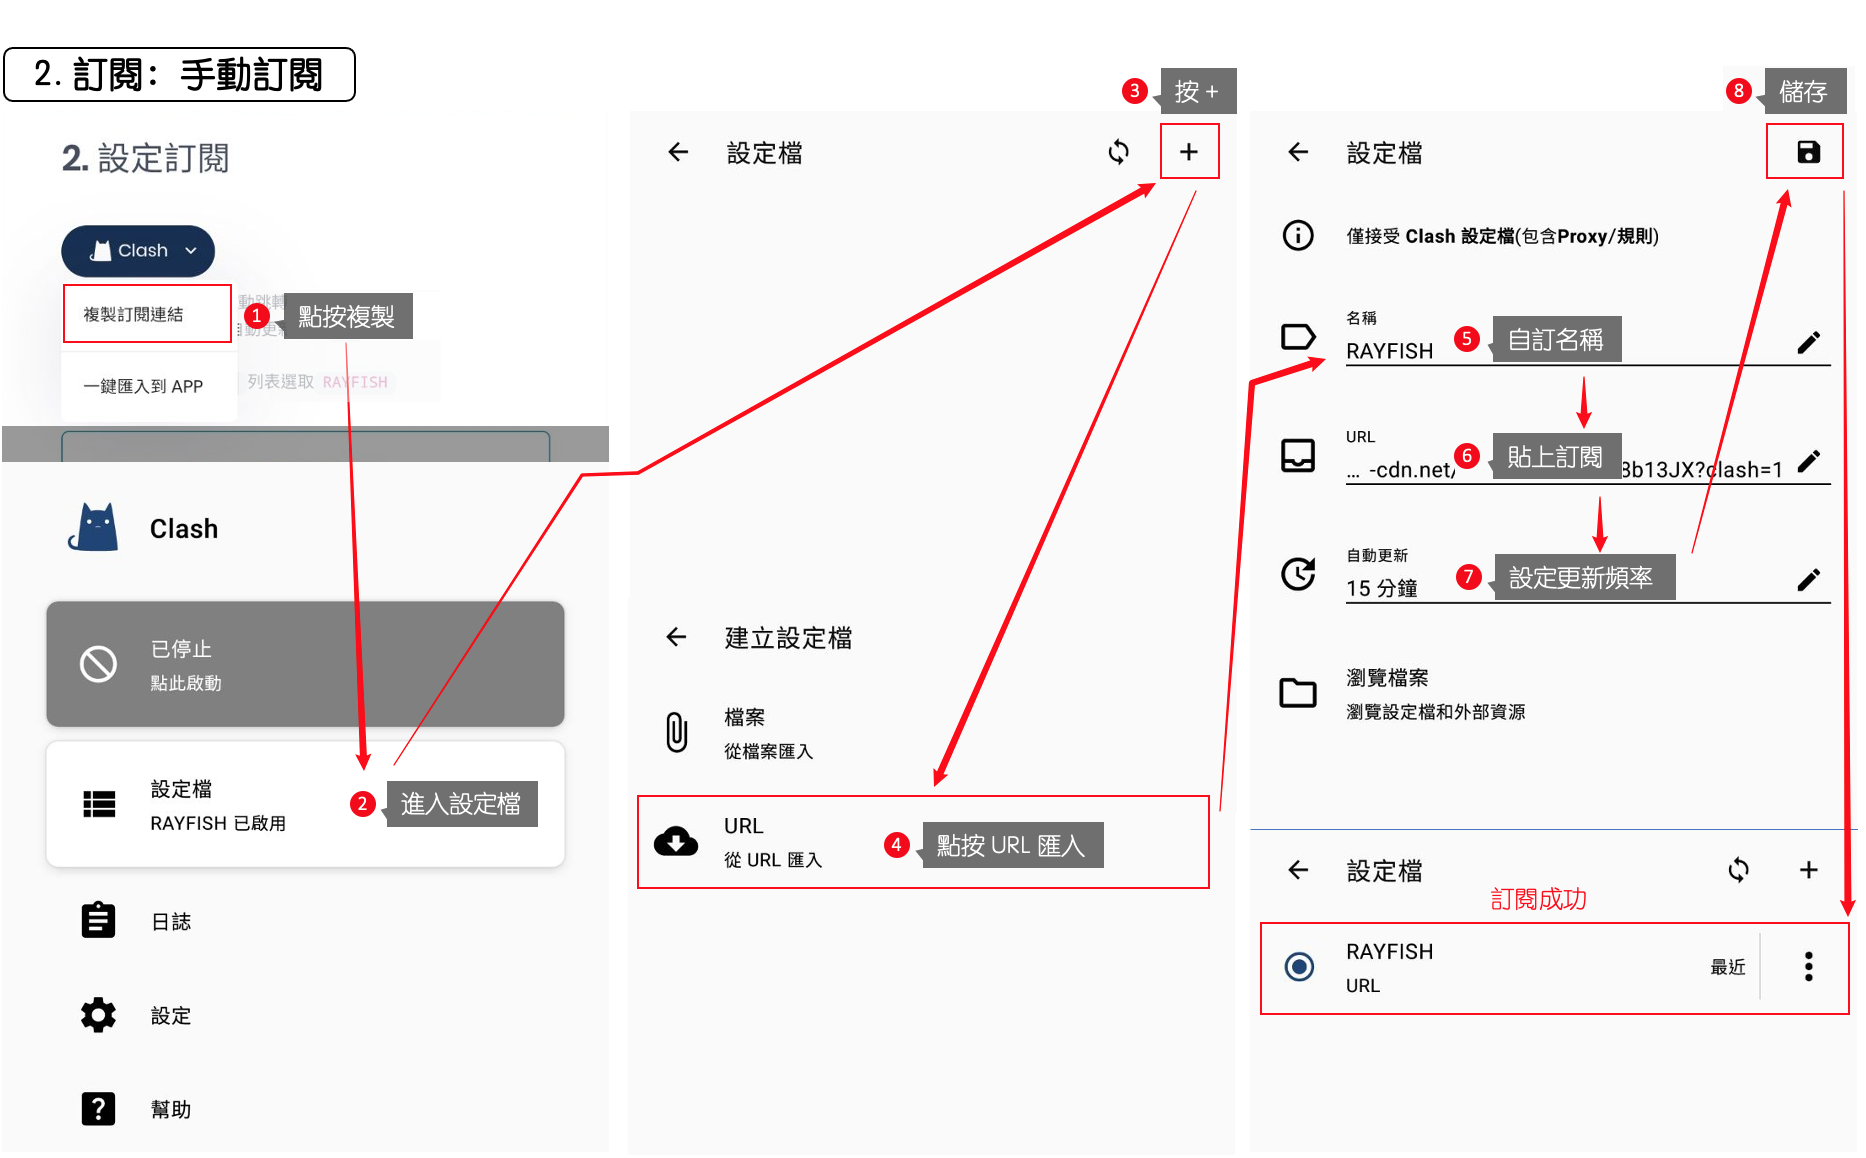 2. 訂閱：手動訂閱
2. 設定訂閱
Clash
複製訂閱連結
動跳轉
1 點按複製
動更
一鍵匯入到 APP
列表選取 RAYFISH
Clash
已停止
點此啟動
設定檔
RAYFISH 已啟用
2 進入設定檔
日誌
設定
幫助
3 按 +
設定檔
建立設定檔
檔案
從檔案匯入
URL
從 URL 匯入
4 點按 URL 匯入
8 儲存
設定檔
僅接受 Clash 設定檔(包含Proxy/規則)
名稱
RAYFISH
5 自訂名稱
URL
... -cdn.net/
6 貼上訂閱
8b13JX?clash=1
自動更新
15 分鐘
7 設定更新頻率
瀏覽檔案
瀏覽設定檔和外部資源
設定檔
訂閱成功
RAYFISH
URL
最近